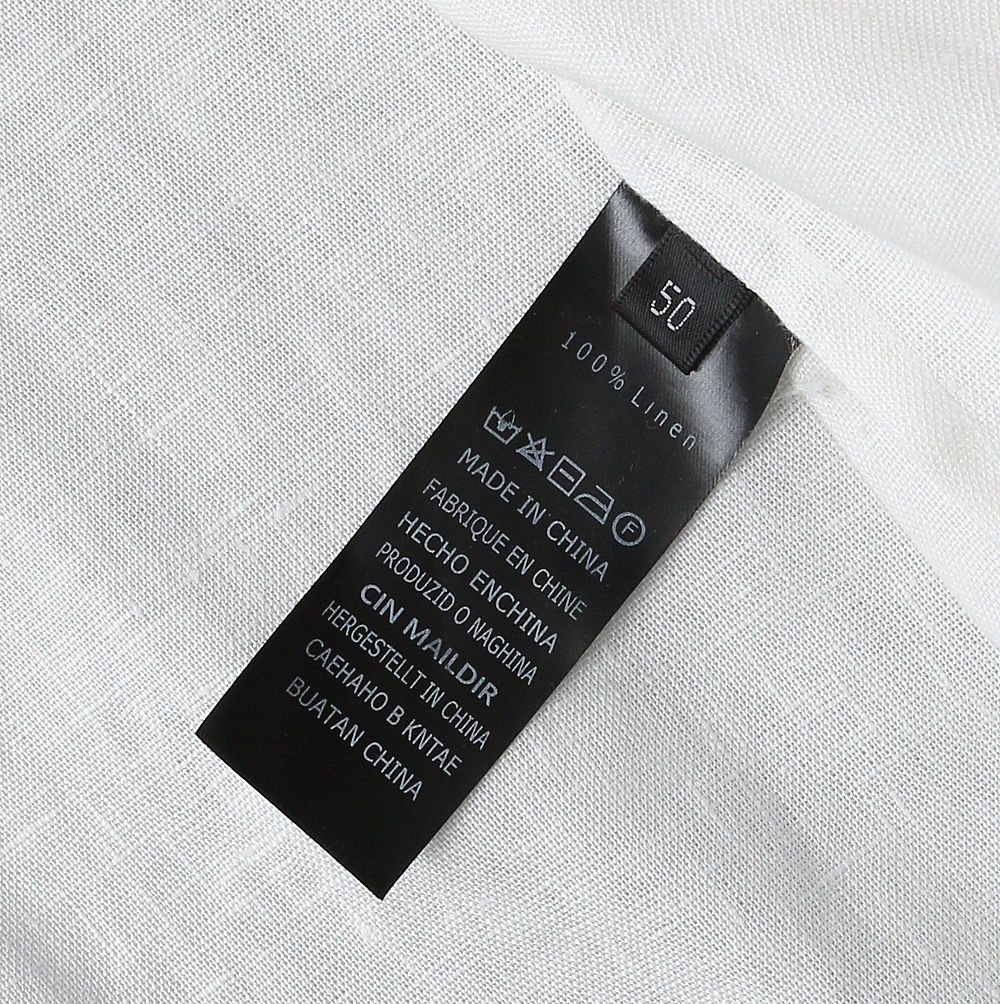 50
100% Linen
F
MADE IN CHINA
FABRIQUE EN CHINE
HECHO ENCHINA
PRODUZID O NAGHINA
CIN MAILDIR
HERGESTELLT IN CHINA
CAEHAHO B KNTAE
BUATAN CHINA